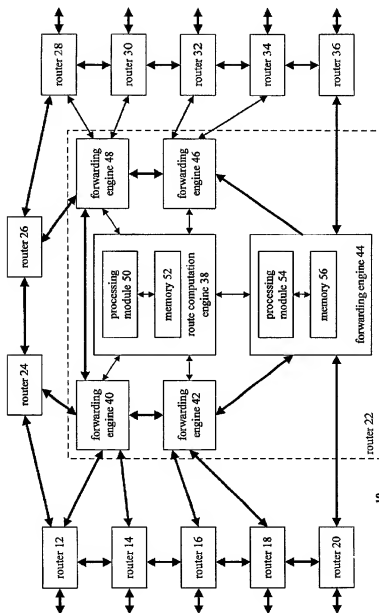 router 28
router 30
router 32
router 34
router 36
router 26
router 24
forwarding
engine 48
forwarding
engine 46
processing
module 50
memory 52
route computation
engine 38
processing
module 54
memory 56
forwarding engine 44
forwarding
engine 40
forwarding
engine 42
router 22
router 12
router 14
router 16
router 18
router 20
10